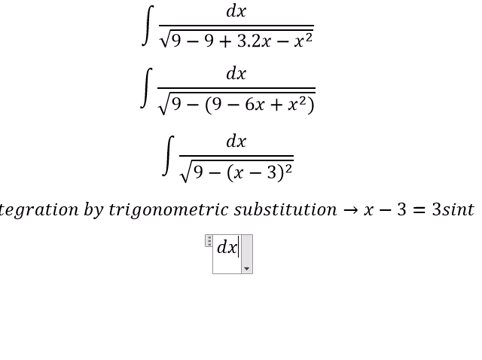 ∫ dx / √(9 − 9 + 3.2x − x²)
∫ dx / √(9 − (9 − 6x + x²))
∫ dx / √(9 − (x − 3)²)
tegration by trigonometric substitution → x − 3 = 3sint
dx